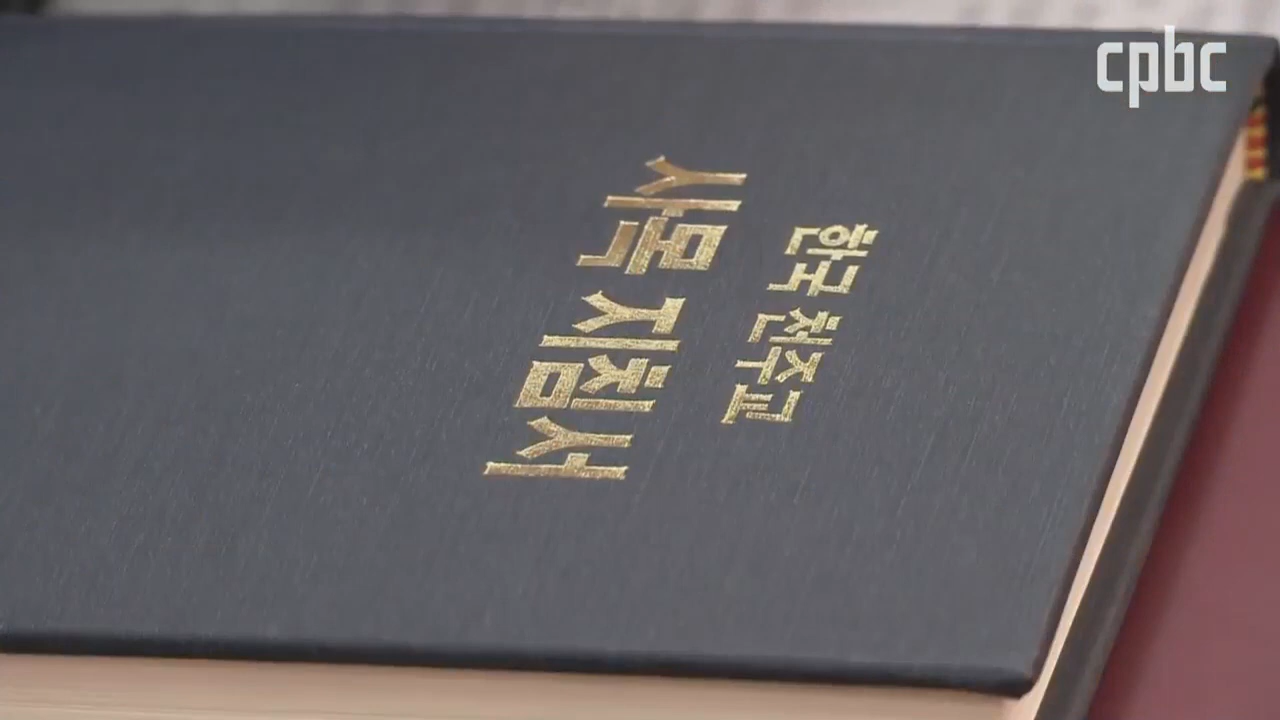 cpbc
한국 천주교
사목 지침서